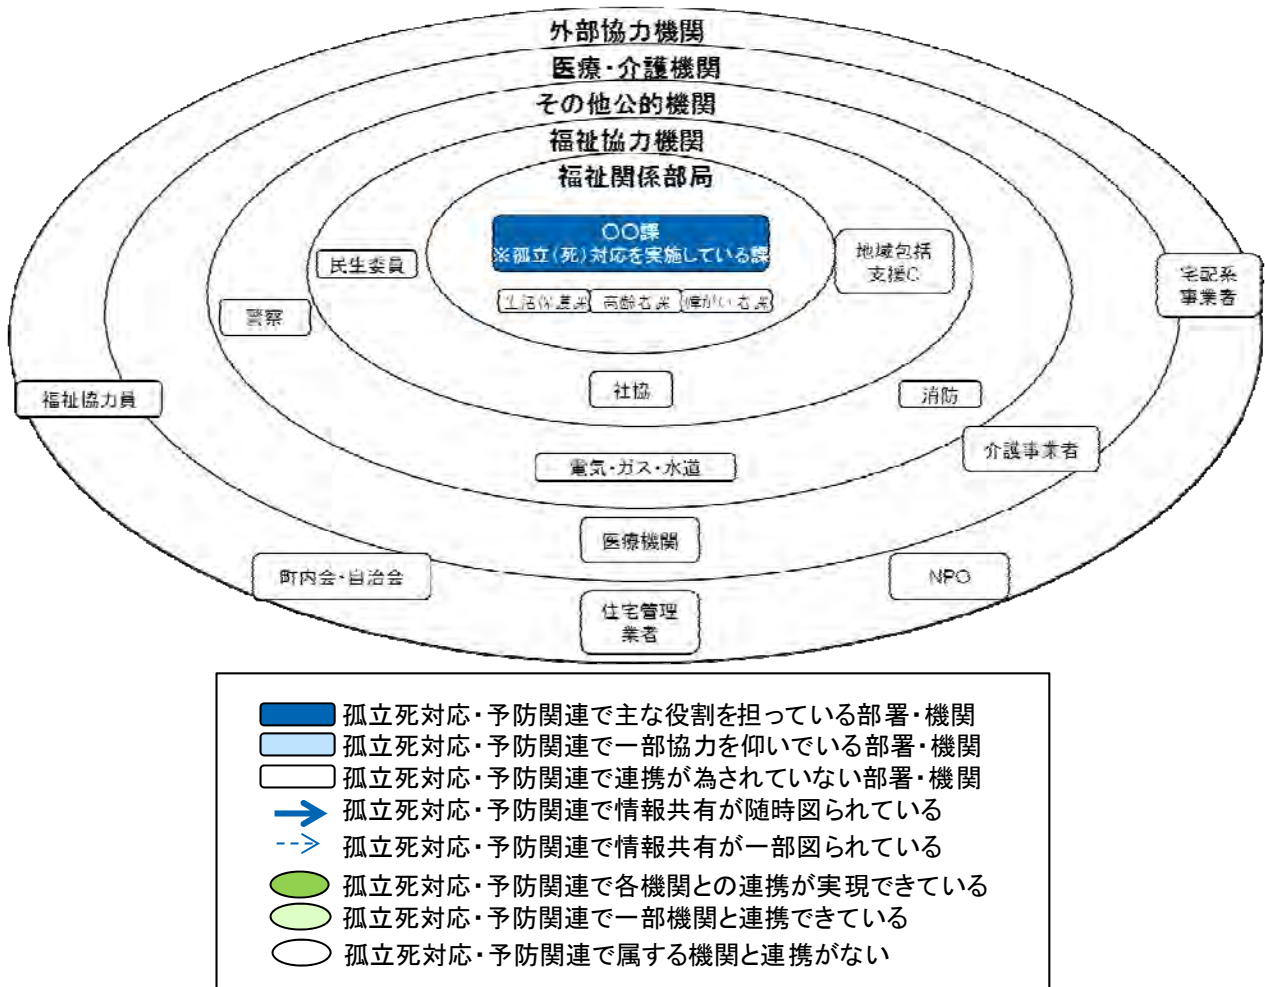 外部協力機関
医療・介護機関
その他公的機関
福祉協力機関
福祉関係部局
〇〇課
※孤立(死)対応を実施している課
生活保護課
高齢者課
障がい者課
民生委員
地域包括
支援C
宅配系
事業者
警察
福祉協力員
社協
消防
介護事業者
電気・ガス・水道
医療機関
町内会・自治会
NPO
住宅管理
業者
孤立死対応・予防関連で主な役割を担っている部署・機関
孤立死対応・予防関連で一部協力を仰いでいる部署・機関
孤立死対応・予防関連で連携が為されていない部署・機関
孤立死対応・予防関連で情報共有が随時図られている
孤立死対応・予防関連で情報共有が一部図られている
孤立死対応・予防関連で各機関との連携が実現できている
孤立死対応・予防関連で一部機関と連携できている
孤立死対応・予防関連で属する機関と連携がない